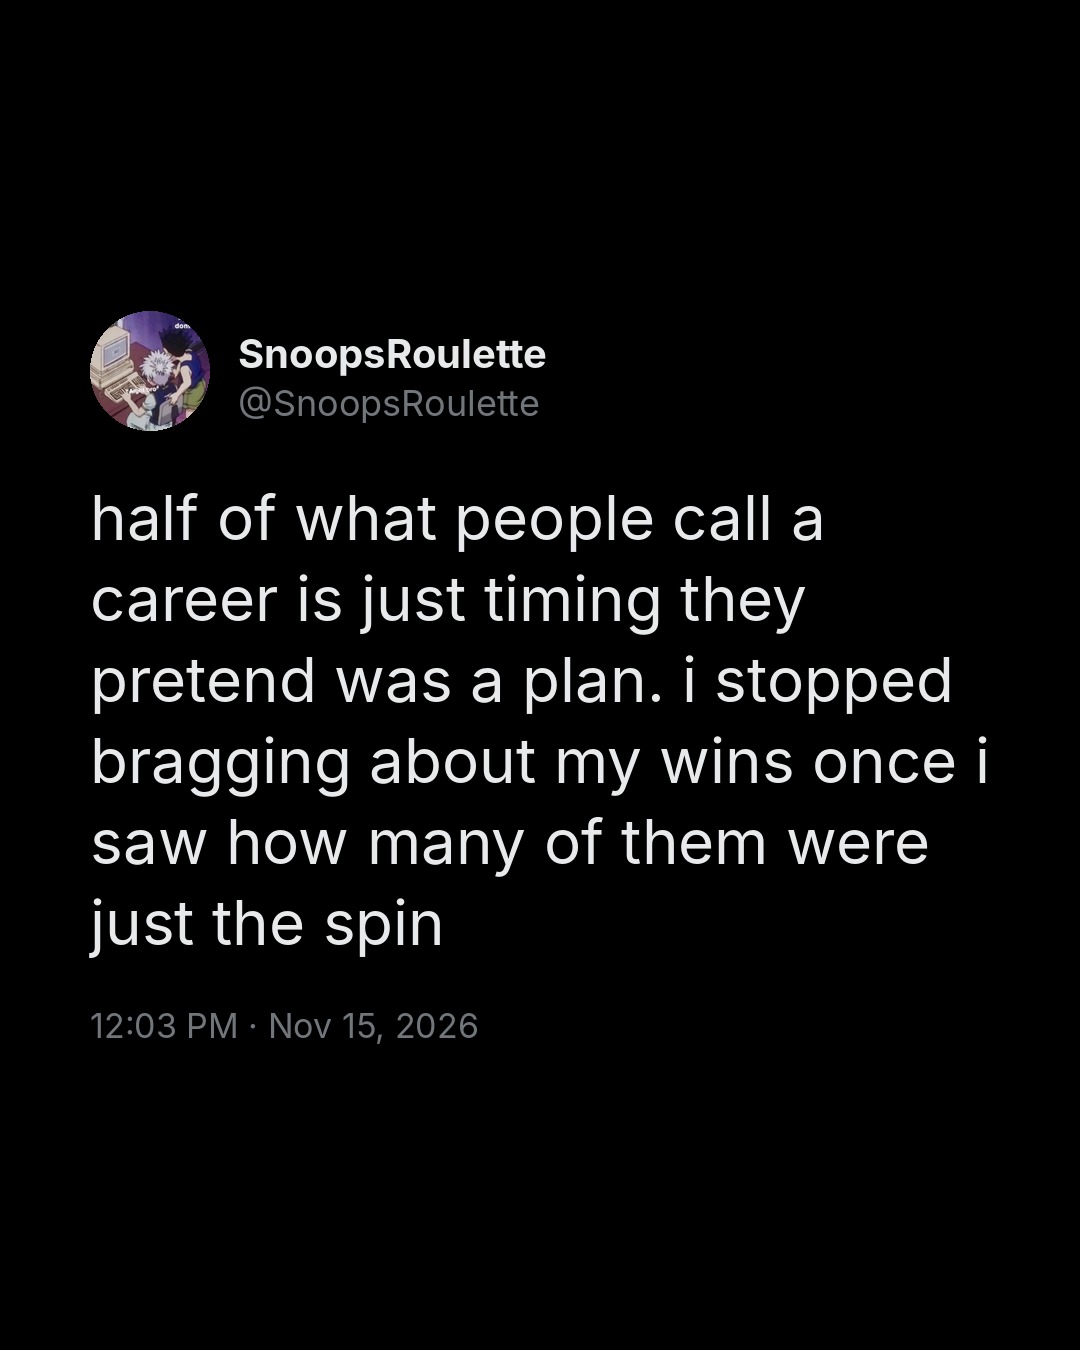 SnoopsRoulette
@SnoopsRoulette
half of what people call a
career is just timing they
pretend was a plan. i stopped
bragging about my wins once i
saw how many of them were
just the spin
12:03 PM · Nov 15, 2026